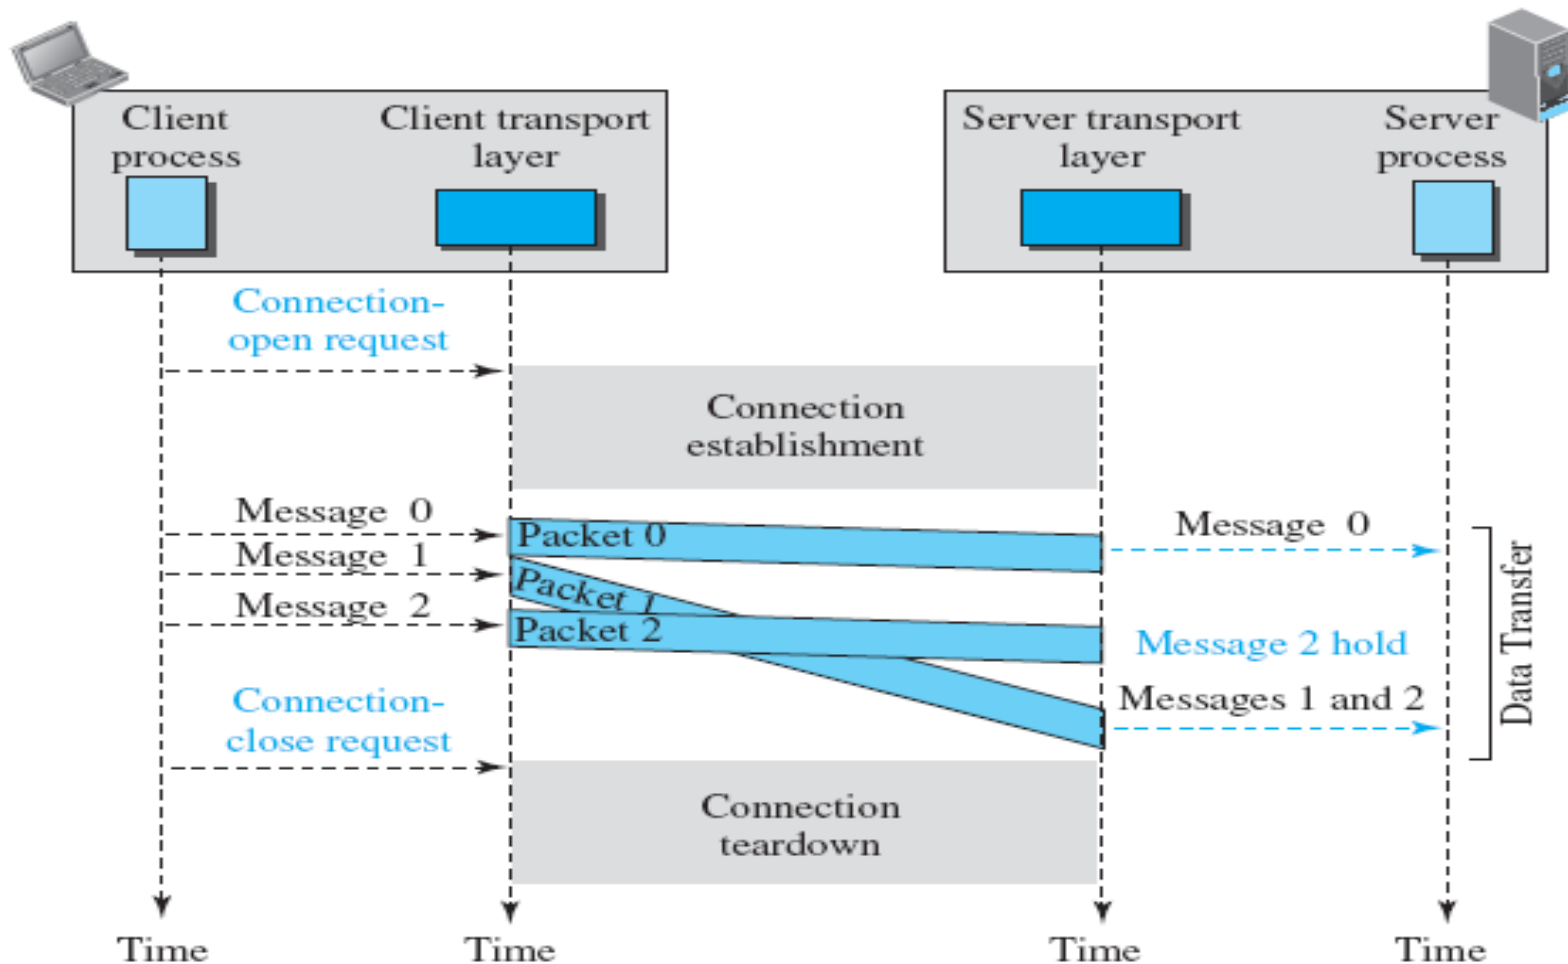 Client process
Client transport layer
Server transport layer
Server process
Connection-
open request
Connection
establishment
Message 0
Packet 0
Message 0
Message 1
Packet 1
Message 2
Packet 2
Message 2 hold
Messages 1 and 2
Data Transfer
Connection-
close request
Connection
teardown
Time
Time
Time
Time